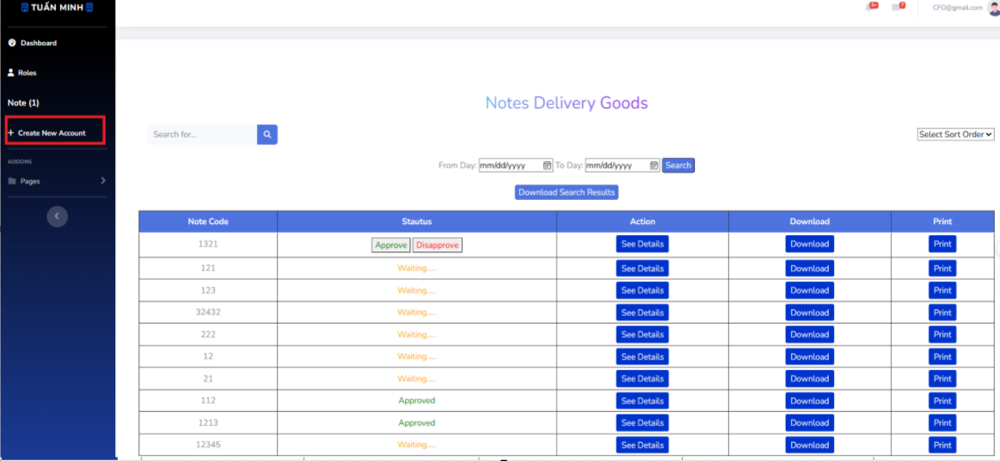 TUẤN MINH
CFO@gmail.com
Dashboard
Roles
Note (1)
+ Create New Account
ADDONS
Pages
Notes Delivery Goods
Search for...
Select Sort Order
From Day: mm/dd/yyyy To Day: mm/dd/yyyy Search
Download Search Results
Note Code Stautus Action Download Print
1321 Approve Disapprove See Details Download Print
121 Waiting..... See Details Download Print
123 Waiting..... See Details Download Print
32432 Waiting..... See Details Download Print
222 Waiting..... See Details Download Print
12 Waiting..... See Details Download Print
21 Waiting..... See Details Download Print
112 Approved See Details Download Print
1213 Approved See Details Download Print
12345 Waiting..... See Details Download Print